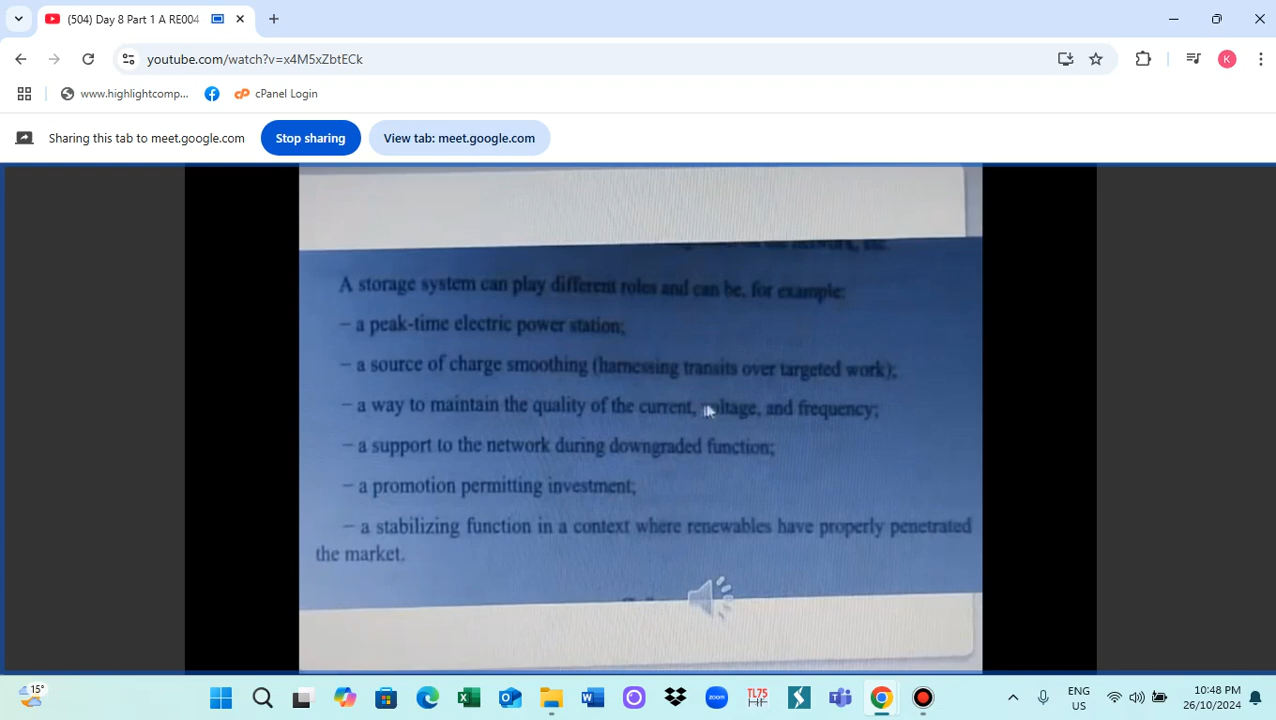 (504) Day 8 Part 1 A RE004
youtube.com/watch?v=x4M5xZbtECk
K
www.highlightcomp... cPanel Login
Sharing this tab to meet.google.com Stop sharing View tab: meet.google.com
A storage system can play different roles and can be, for example:
– a peak-time electric power station;
– a source of charge smoothing (harnessing transits over targeted work);
– a way to maintain the quality of the current, voltage, and frequency;
– a support to the network during downgraded function;
– a promotion permitting investment;
– a stabilizing function in a context where renewables have properly penetrated
the market.
15°
zoom
TL75
ENG
US
10:48 PM
26/10/2024